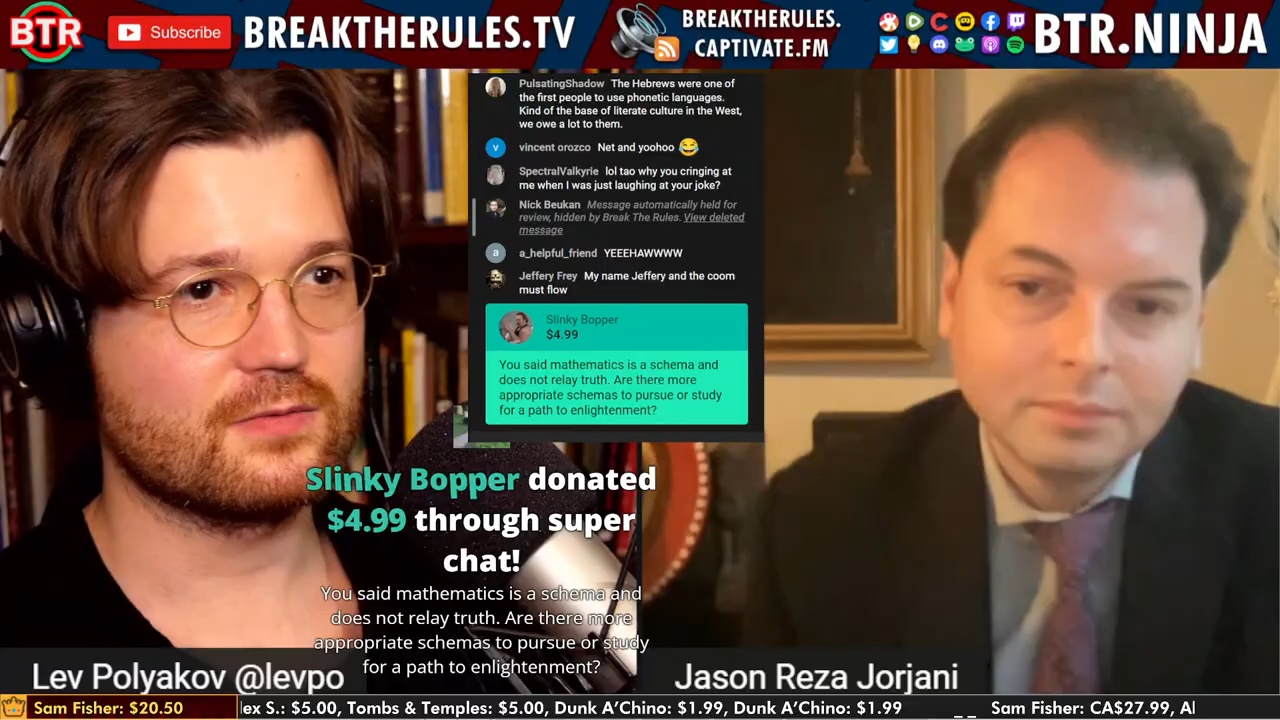 BTR
Subscribe
BREAKTHERULES.TV
BREAKTHERULES.
CAPTIVATE.FM
BTR.NINJA
PulsatingShadow The Hebrews were one of
the first people to use phonetic languages.
Kind of the base of literate culture in the West,
we owe a lot to them.
v
vincent orozco Net and yoohoo 😂
SpectralValkyrie lol tao why you cringing at
me when I was just laughing at your joke?
Nick Beukan Message automatically held for
review, hidden by Break The Rules. View deleted
message
a
a_helpful_friend YEEEHAWWWW
Jeffery Frey My name Jeffery and the coom
must flow
Slinky Bopper
$4.99
You said mathematics is a schema and
does not relay truth. Are there more
appropriate schemas to pursue or study
for a path to enlightenment?
Slinky Bopper donated
$4.99 through super
chat!
You said mathematics is a schema and
does not relay truth. Are there more
appropriate schemas to pursue or study
for a path to enlightenment?
Lev Polyakov @levpo
Jason Reza Jorjani
Sam Fisher: $20.50
lex S.: $5.00, Tombs & Temples: $5.00, Dunk A'Chino: $1.99, Dunk A'Chino: $1.99
Sam Fisher: CA$27.99, Al